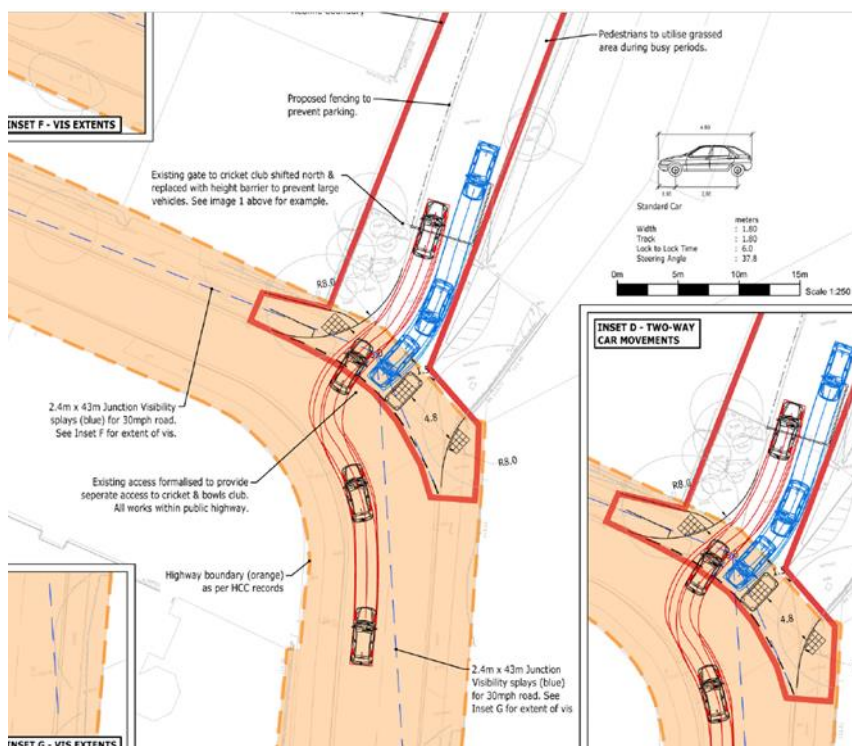 Pedestrians to utilise grassed
area during busy periods.
Proposed fencing to
prevent parking.
INSET F - VIS EXTENTS
Existing gate to cricket club shifted north &
replaced with height barrier to prevent large
vehicles. See image 1 above for example.
4.80
Standard Car
meters
Width : 1.80
Track : 1.80
Lock to Lock Time : 6.0
Steering Angle : 37.8
0m 5m 10m 15m
Scale 1:250
R8.0
INSET D - TWO-WAY
CAR MOVEMENTS
2.4m x 43m Junction Visibility
splays (blue) for 30mph road.
See Inset F for extent of vis.
1.5
4.8
R8.0
Existing access formalised to provide
seperate access to cricket & bowls club.
All works within public highway.
R8.0
4.8
Highway boundary (orange)
as per HCC records
2.4m x 43m Junction
Visibility splays (blue)
for 30mph road. See
Inset G for extent of vis
INSET G - VIS EXTENTS